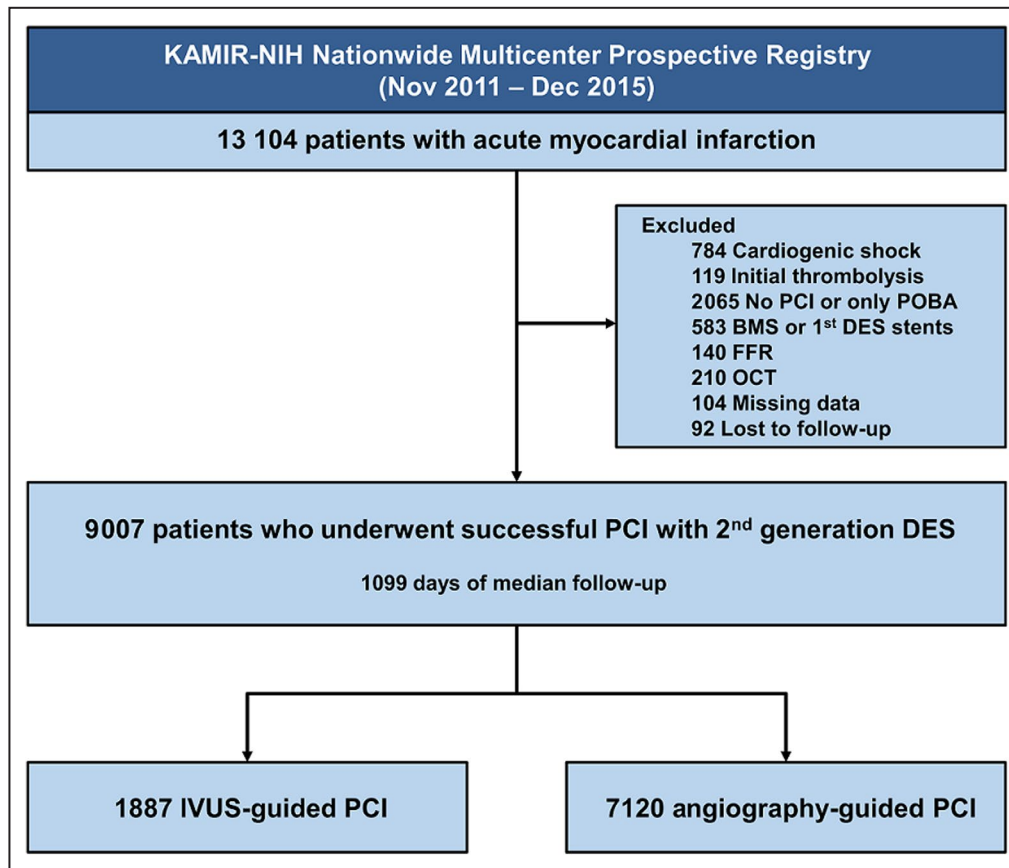 KAMIR-NIH Nationwide Multicenter Prospective Registry
(Nov 2011 – Dec 2015)
13 104 patients with acute myocardial infarction
Excluded
784 Cardiogenic shock
119 Initial thrombolysis
2065 No PCI or only POBA
583 BMS or 1st DES stents
140 FFR
210 OCT
104 Missing data
92 Lost to follow-up
9007 patients who underwent successful PCI with 2nd generation DES
1099 days of median follow-up
1887 IVUS-guided PCI
7120 angiography-guided PCI